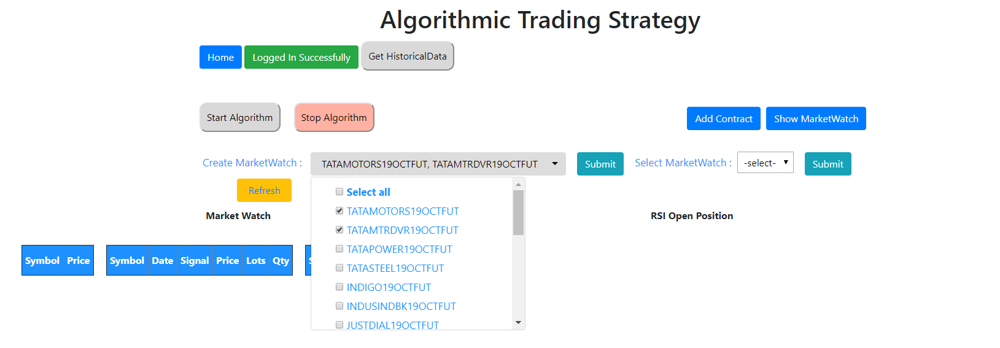 Algorithmic Trading Strategy
Home Logged In Successfully Get HistoricalData
Start Algorithm Stop Algorithm Add Contract Show MarketWatch
Create MarketWatch : TATAMOTORS19OCTFUT, TATAMTRDVR19OCTFUT Submit Select MarketWatch : -select- Submit
Refresh
Select all
TATAMOTORS19OCTFUT
TATAMTRDVR19OCTFUT
TATAPOWER19OCTFUT
TATASTEEL19OCTFUT
INDIGO19OCTFUT
INDUSINDBK19OCTFUT
JUSTDIAL19OCTFUT
Market Watch RSI Open Position
Symbol Price Symbol Date Signal Price Lots Qty